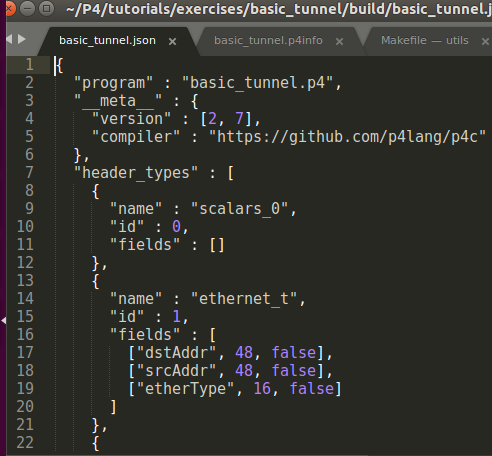 ~/P4/tutorials/exercises/basic_tunnel/build/basic_tunnel.j
basic_tunnel.json × basic_tunnel.p4info × Makefile — utils
1 {
2 "program" : "basic_tunnel.p4",
3 "__meta__" : {
4 "version" : [2, 7],
5 "compiler" : "https://github.com/p4lang/p4c"
6 },
7 "header_types" : [
8 {
9 "name" : "scalars_0",
10 "id" : 0,
11 "fields" : []
12 },
13 {
14 "name" : "ethernet_t",
15 "id" : 1,
16 "fields" : [
17 ["dstAddr", 48, false],
18 ["srcAddr", 48, false],
19 ["etherType", 16, false]
20 ]
21 },
22 {